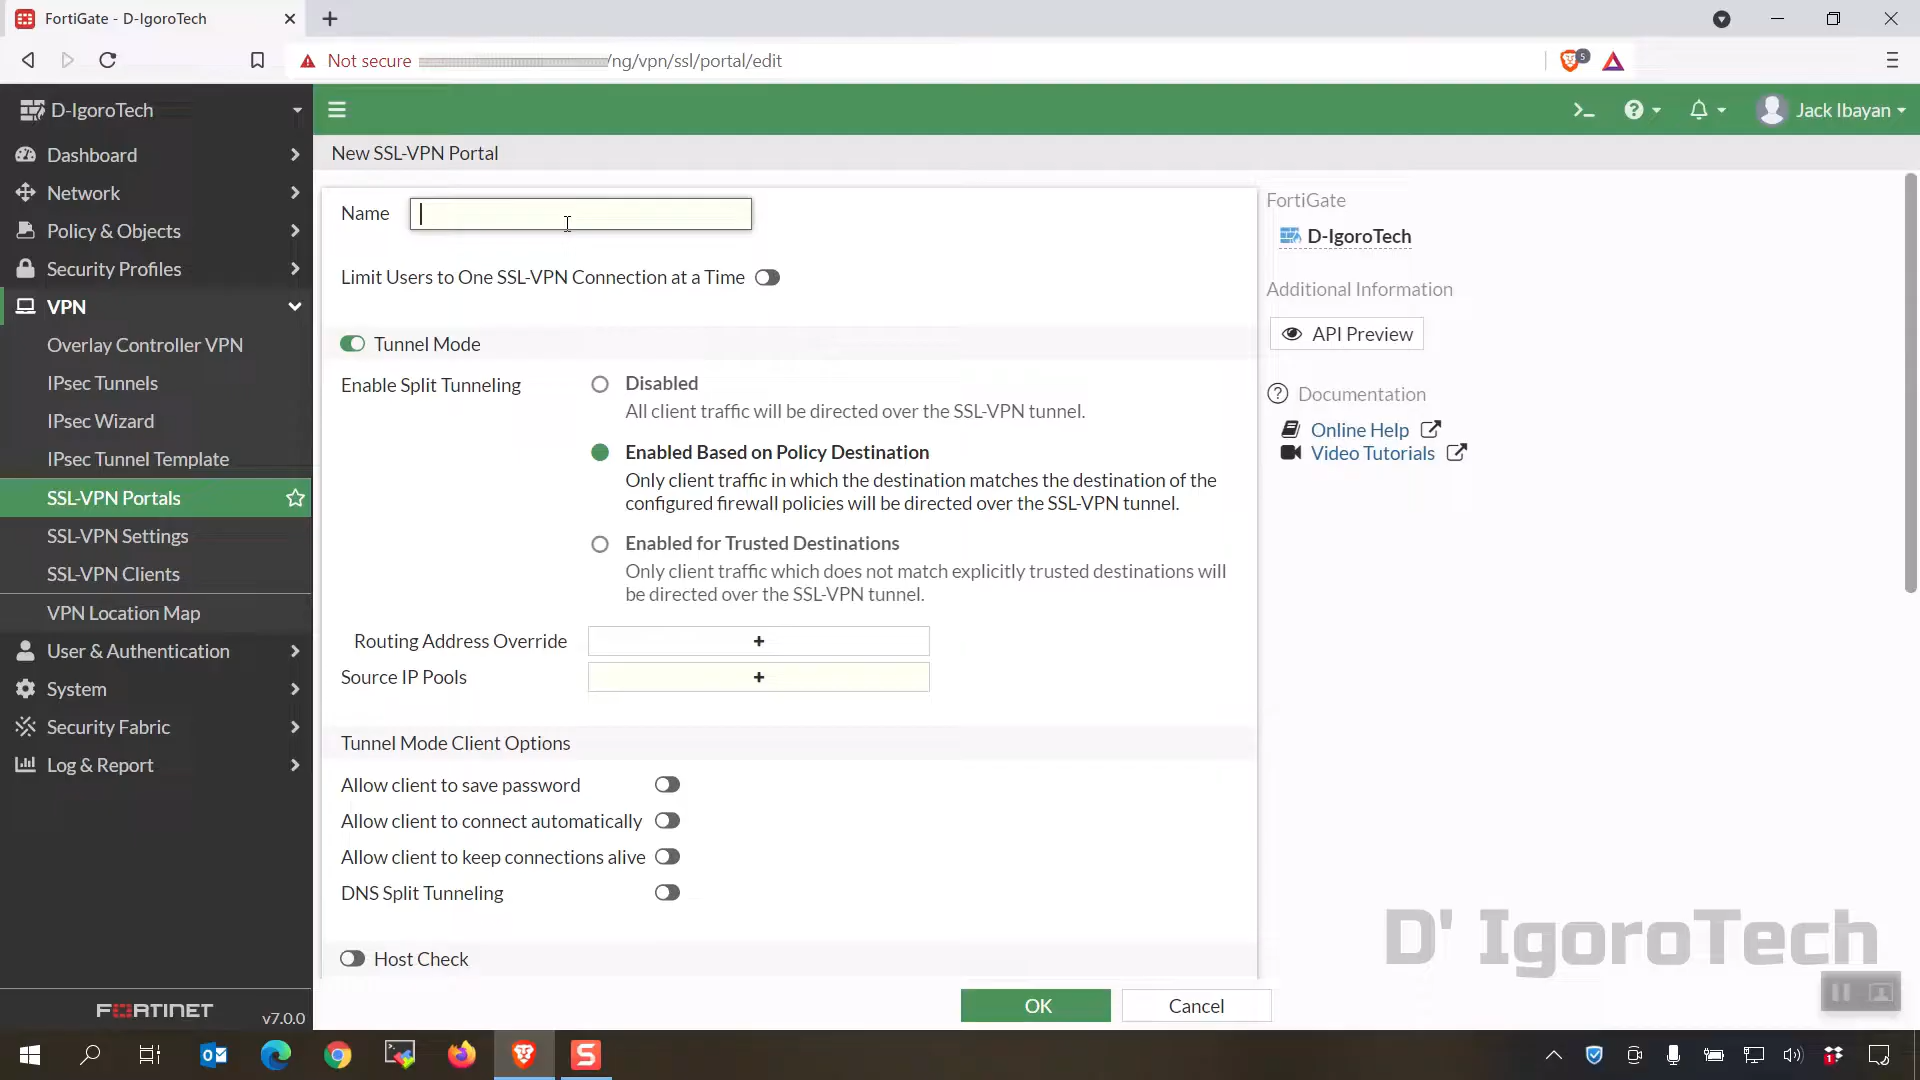 FortiGate - D-IgoroTech
Not secure
/ng/vpn/ssl/portal/edit
5
D-IgoroTech
Jack Ibayan
Dashboard
Network
Policy & Objects
Security Profiles
VPN
Overlay Controller VPN
IPsec Tunnels
IPsec Wizard
IPsec Tunnel Template
SSL-VPN Portals
SSL-VPN Settings
SSL-VPN Clients
VPN Location Map
User & Authentication
System
Security Fabric
Log & Report
FORTINET
v7.0.0
New SSL-VPN Portal
Name
Limit Users to One SSL-VPN Connection at a Time
Tunnel Mode
Enable Split Tunneling
Disabled
All client traffic will be directed over the SSL-VPN tunnel.
Enabled Based on Policy Destination
Only client traffic in which the destination matches the destination of the
configured firewall policies will be directed over the SSL-VPN tunnel.
Enabled for Trusted Destinations
Only client traffic which does not match explicitly trusted destinations will
be directed over the SSL-VPN tunnel.
Routing Address Override
+
Source IP Pools
+
Tunnel Mode Client Options
Allow client to save password
Allow client to connect automatically
Allow client to keep connections alive
DNS Split Tunneling
Host Check
OK
Cancel
FortiGate
D-IgoroTech
Additional Information
API Preview
Documentation
Online Help
Video Tutorials
D' IgoroTech